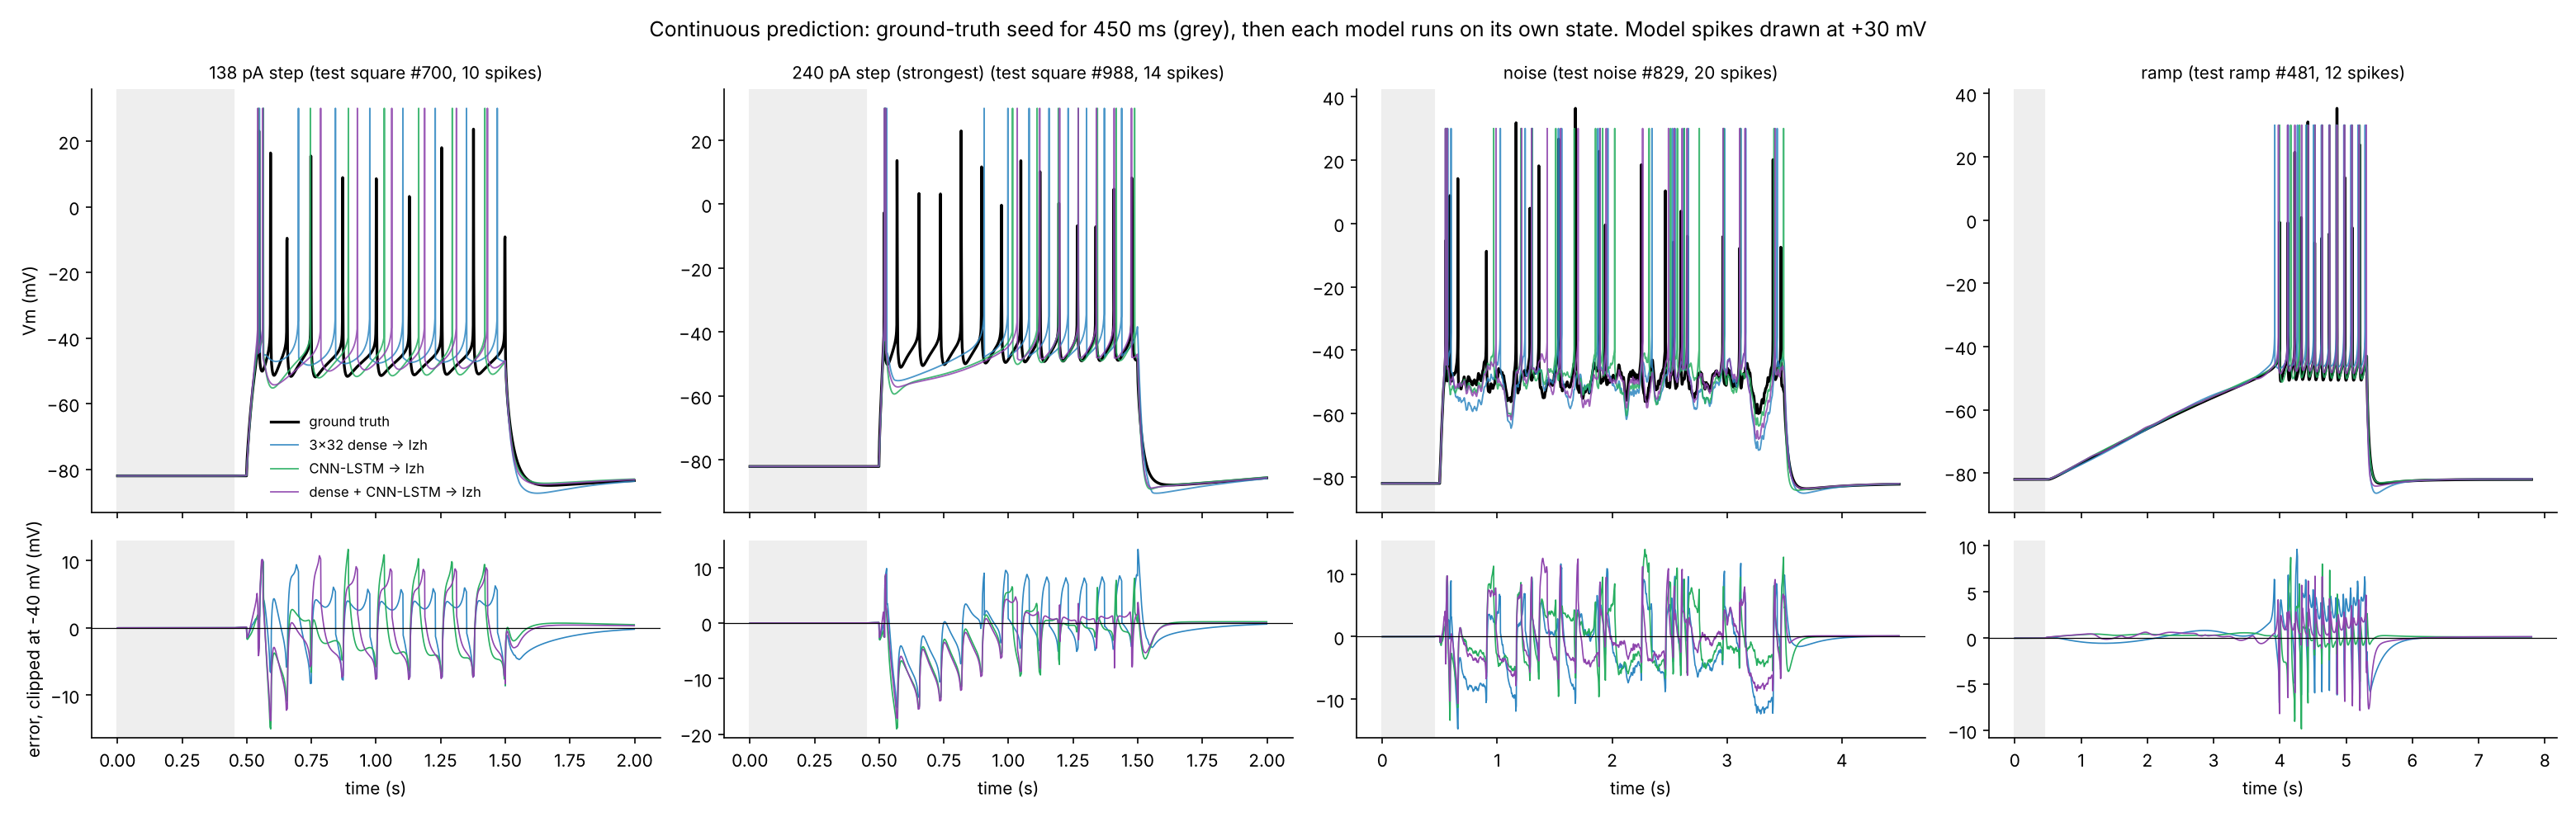 Continuous prediction: ground-truth seed for 450 ms (grey), then each model runs on its own state. Model spikes drawn at +30 mV
138 pA step (test square #700, 10 spikes)
240 pA step (strongest) (test square #988, 14 spikes)
noise (test noise #829, 20 spikes)
ramp (test ramp #481, 12 spikes)
Vm (mV)
20
0
−20
−40
−60
−80
ground truth
3×32 dense → Izh
CNN-LSTM → Izh
dense + CNN-LSTM → Izh
20
0
−20
−40
−60
−80
40
20
0
−20
−40
−60
−80
40
20
0
−20
−40
−60
−80
error, clipped at -40 mV (mV)
10
0
−10
0.00 0.25 0.50 0.75 1.00 1.25 1.50 1.75 2.00
time (s)
10
0
−10
−20
0.00 0.25 0.50 0.75 1.00 1.25 1.50 1.75 2.00
time (s)
10
0
−10
0 1 2 3 4
time (s)
10
5
0
−5
−10
0 1 2 3 4 5 6 7 8
time (s)